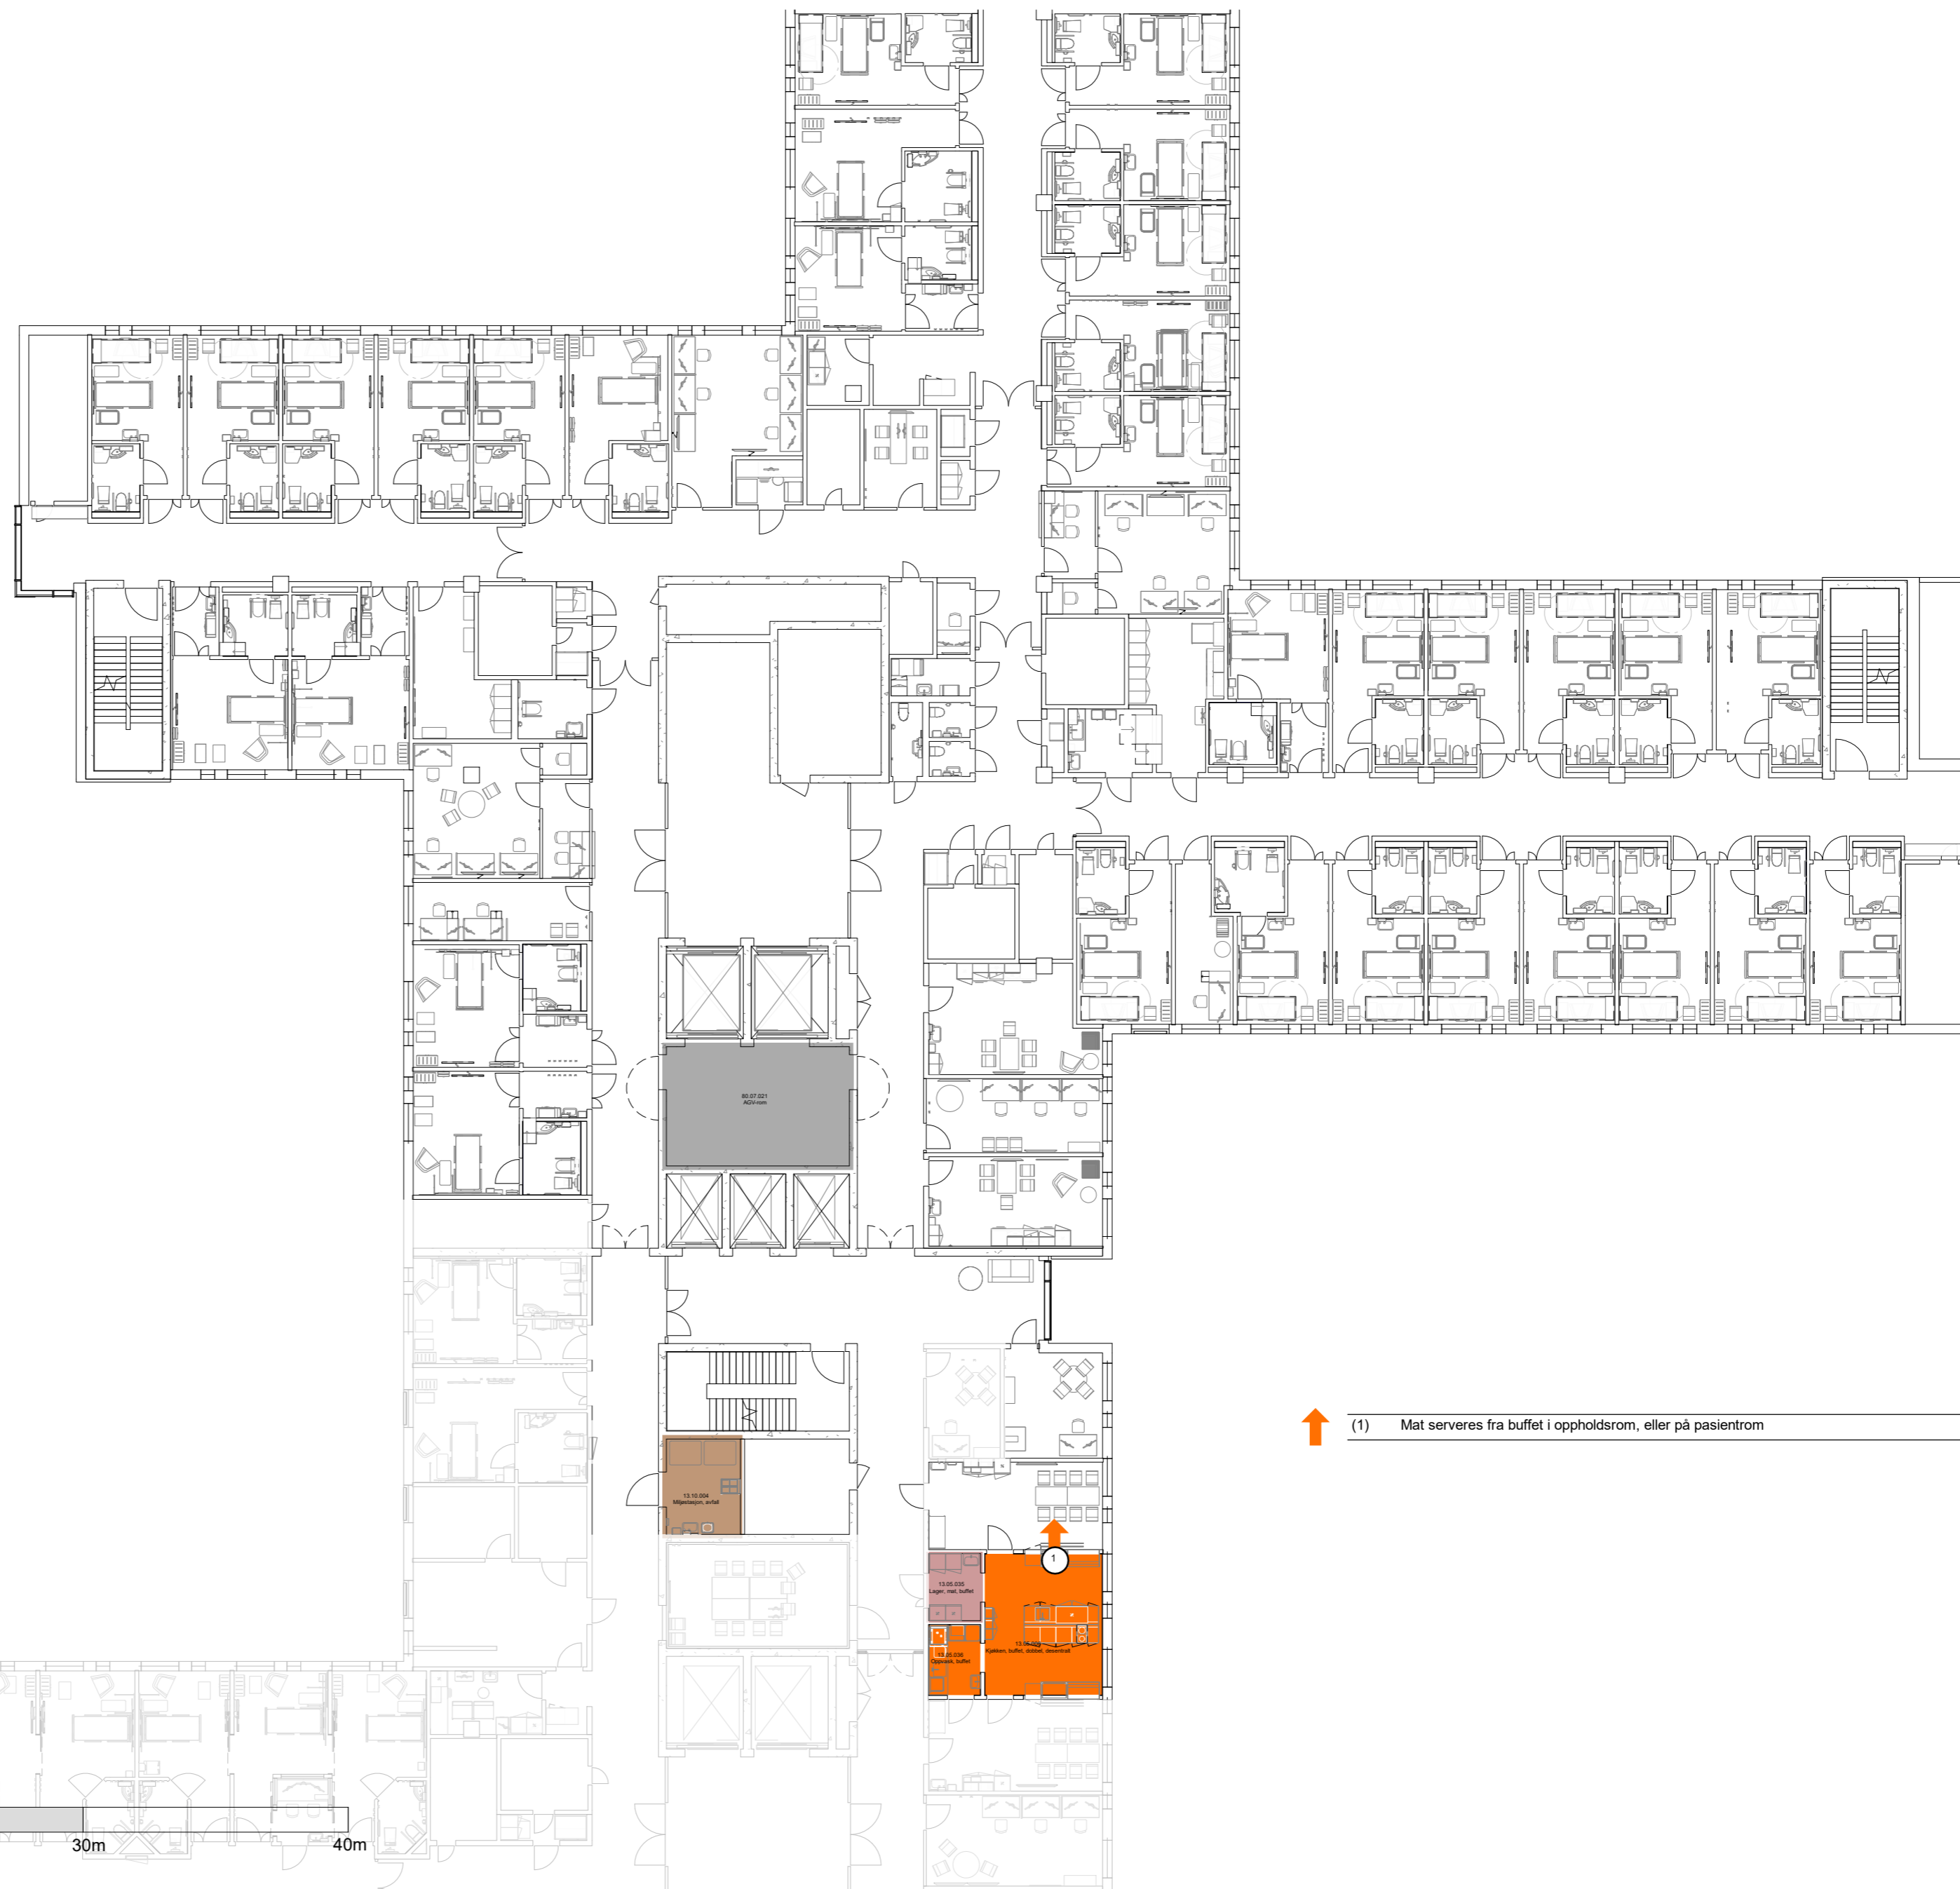 80.07.021
AGV-rom
(1) Mat serveres fra buffet i oppholdsrom, eller på pasientrom
13.10.004
Miljøstasjon, avfall
1
13.05.035
Lager, mat, buffet
Kjøkken, buffet, dobbel, desentralt
13.05.036
Oppvask, buffet
30m
40m